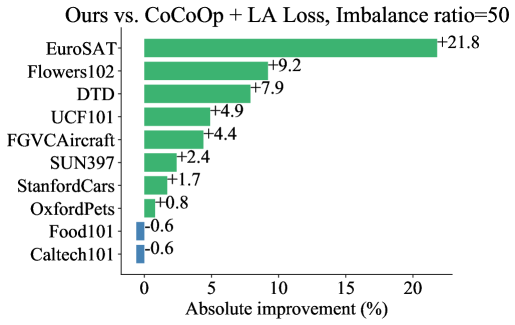 Ours vs. CoCoOp + LA Loss, Imbalance ratio=50
EuroSAT +21.8
Flowers102 +9.2
DTD +7.9
UCF101 +4.9
FGVCAircraft +4.4
SUN397 +2.4
StanfordCars +1.7
OxfordPets +0.8
Food101 -0.6
Caltech101 -0.6
0 5 10 15 20
Absolute improvement (%)